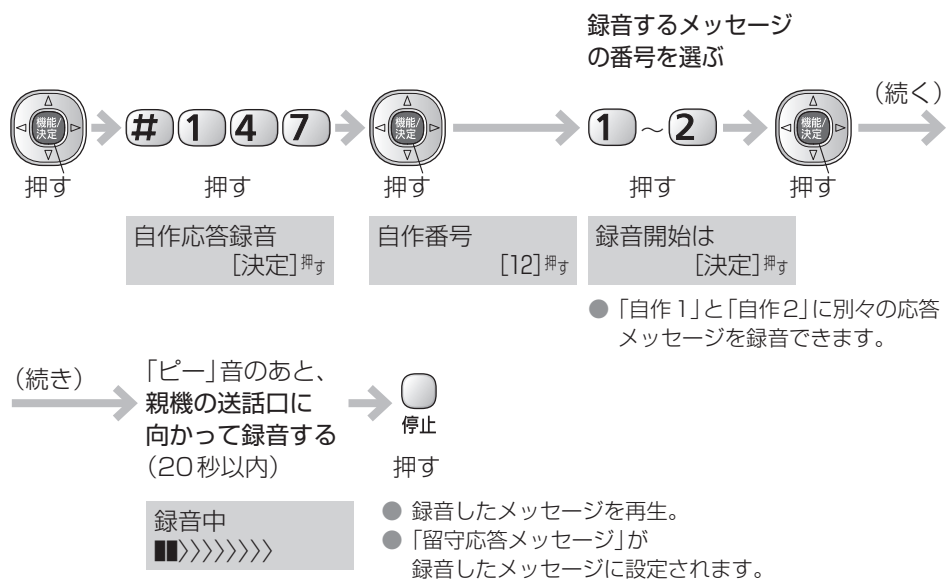 録音するメッセージ
の番号を選ぶ
(続く)
機能/
決定
# 1 4 7
機能/
決定
1 ~ 2
機能/
決定
押す
押す
押す
押す
押す
自作応答録音
[決定]押す
自作番号
[12]押す
録音開始は
[決定]押す
● 「自作1」と「自作2」に別々の応答
メッセージを録音できます。
(続き)
「ピー」音のあと、
親機の送話口に
向かって録音する
(20秒以内)
停止
押す
録音中
● 録音したメッセージを再生。
● 「留守応答メッセージ」が
録音したメッセージに設定されます。